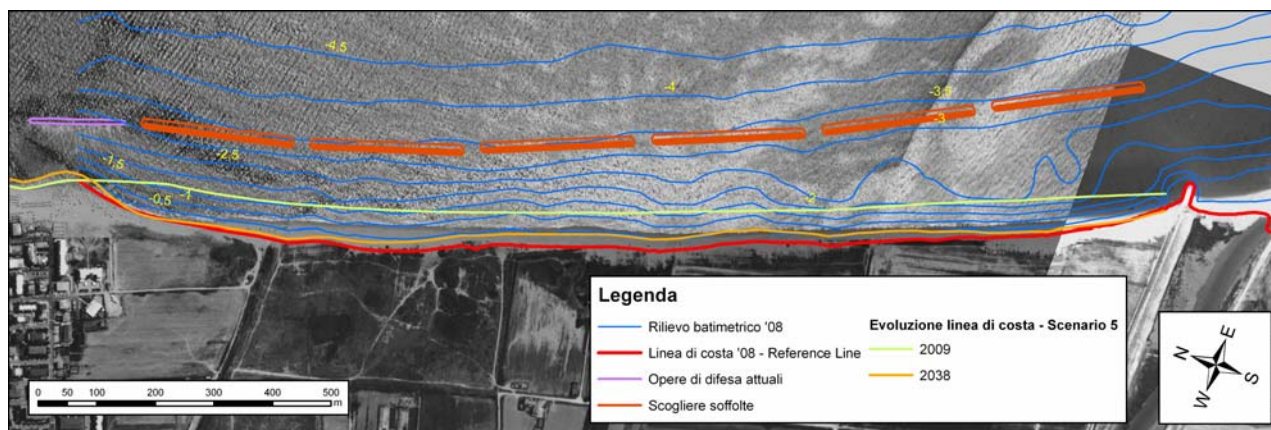 -4.5
-4
-3.5
-3
-2.5
-2
-1.5
-1
-0.5
Legenda
Rilievo batimetrico '08
Linea di costa '08 - Reference Line
Opere di difesa attuali
Scogliere soffolte
Evoluzione linea di costa - Scenario 5
2009
2038
0 50 100 200 300 400 500
m
N
E
W
S